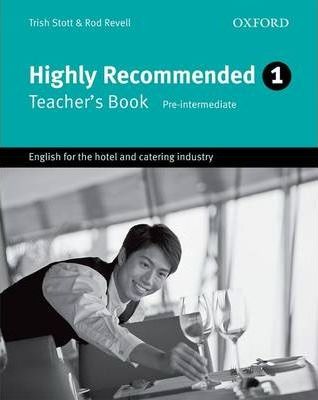 Trish Stott & Rod Revell
OXFORD
Highly Recommended 1
Teacher's Book Pre-intermediate
English for the hotel and catering industry